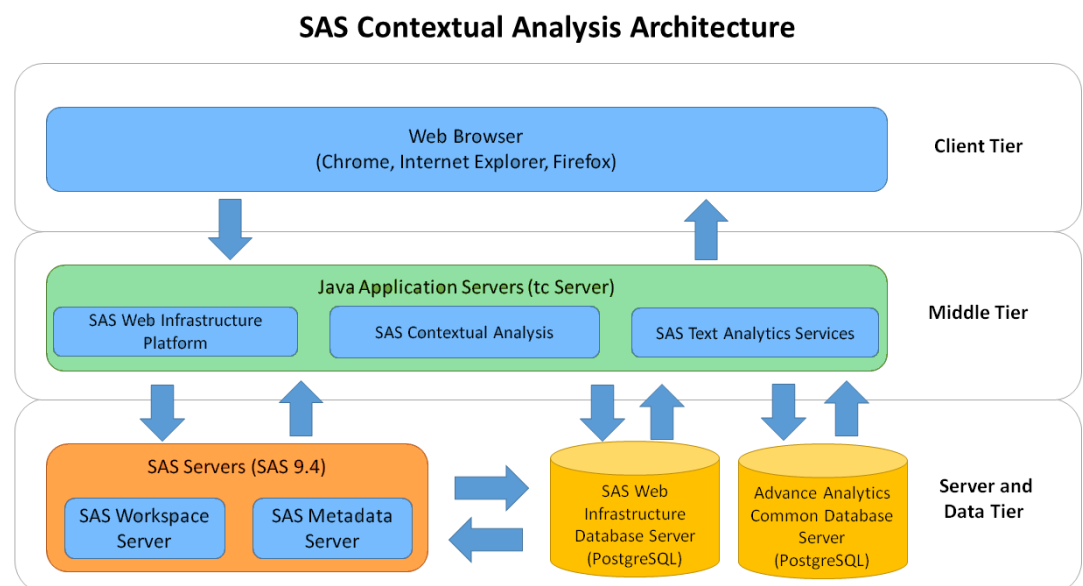 SAS Contextual Analysis Architecture
Web Browser
(Chrome, Internet Explorer, Firefox)
Client Tier
Java Application Servers (tc Server)
SAS Web Infrastructure
Platform
SAS Contextual Analysis
SAS Text Analytics Services
Middle Tier
SAS Servers (SAS 9.4)
SAS Workspace
Server
SAS Metadata
Server
SAS Web
Infrastructure
Database Server
(PostgreSQL)
Advance Analytics
Common Database
Server
(PostgreSQL)
Server and
Data Tier